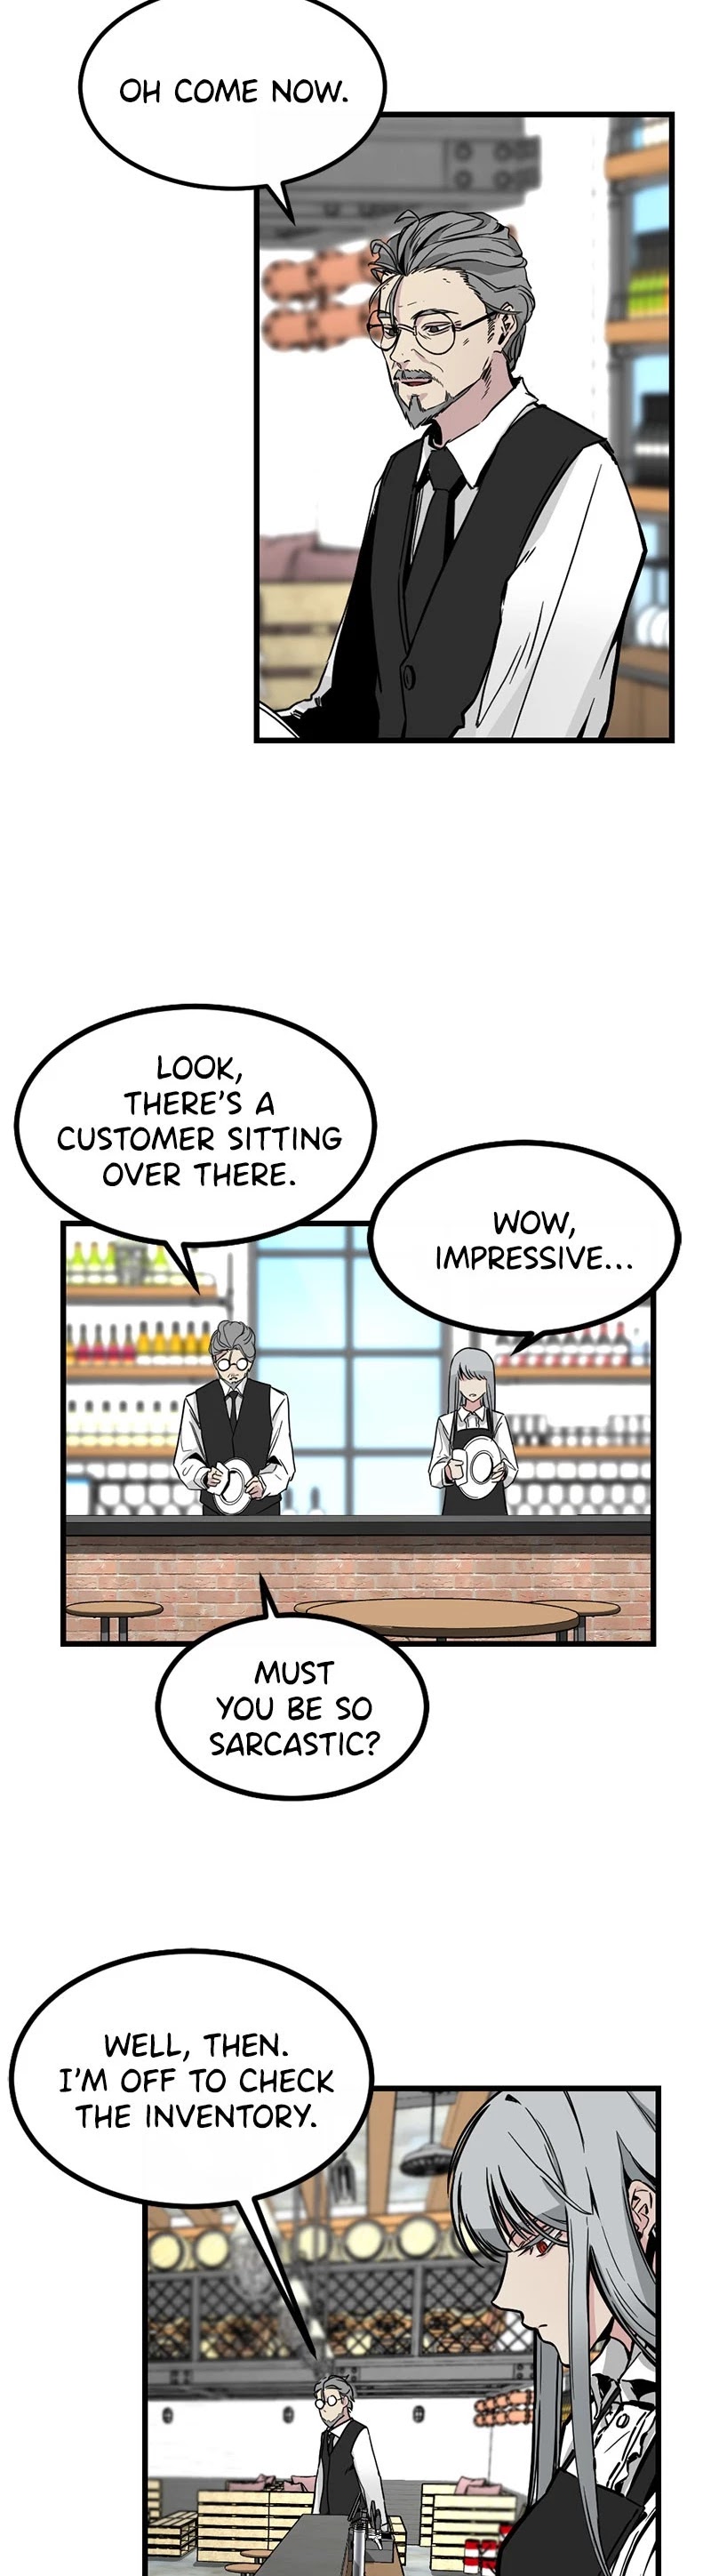 OH COME NOW.
LOOK,
THERE'S A
CUSTOMER SITTING
OVER THERE.
WOW,
IMPRESSIVE...
MUST
YOU BE SO
SARCASTIC?
WELL, THEN.
I'M OFF TO CHECK
THE INVENTORY.